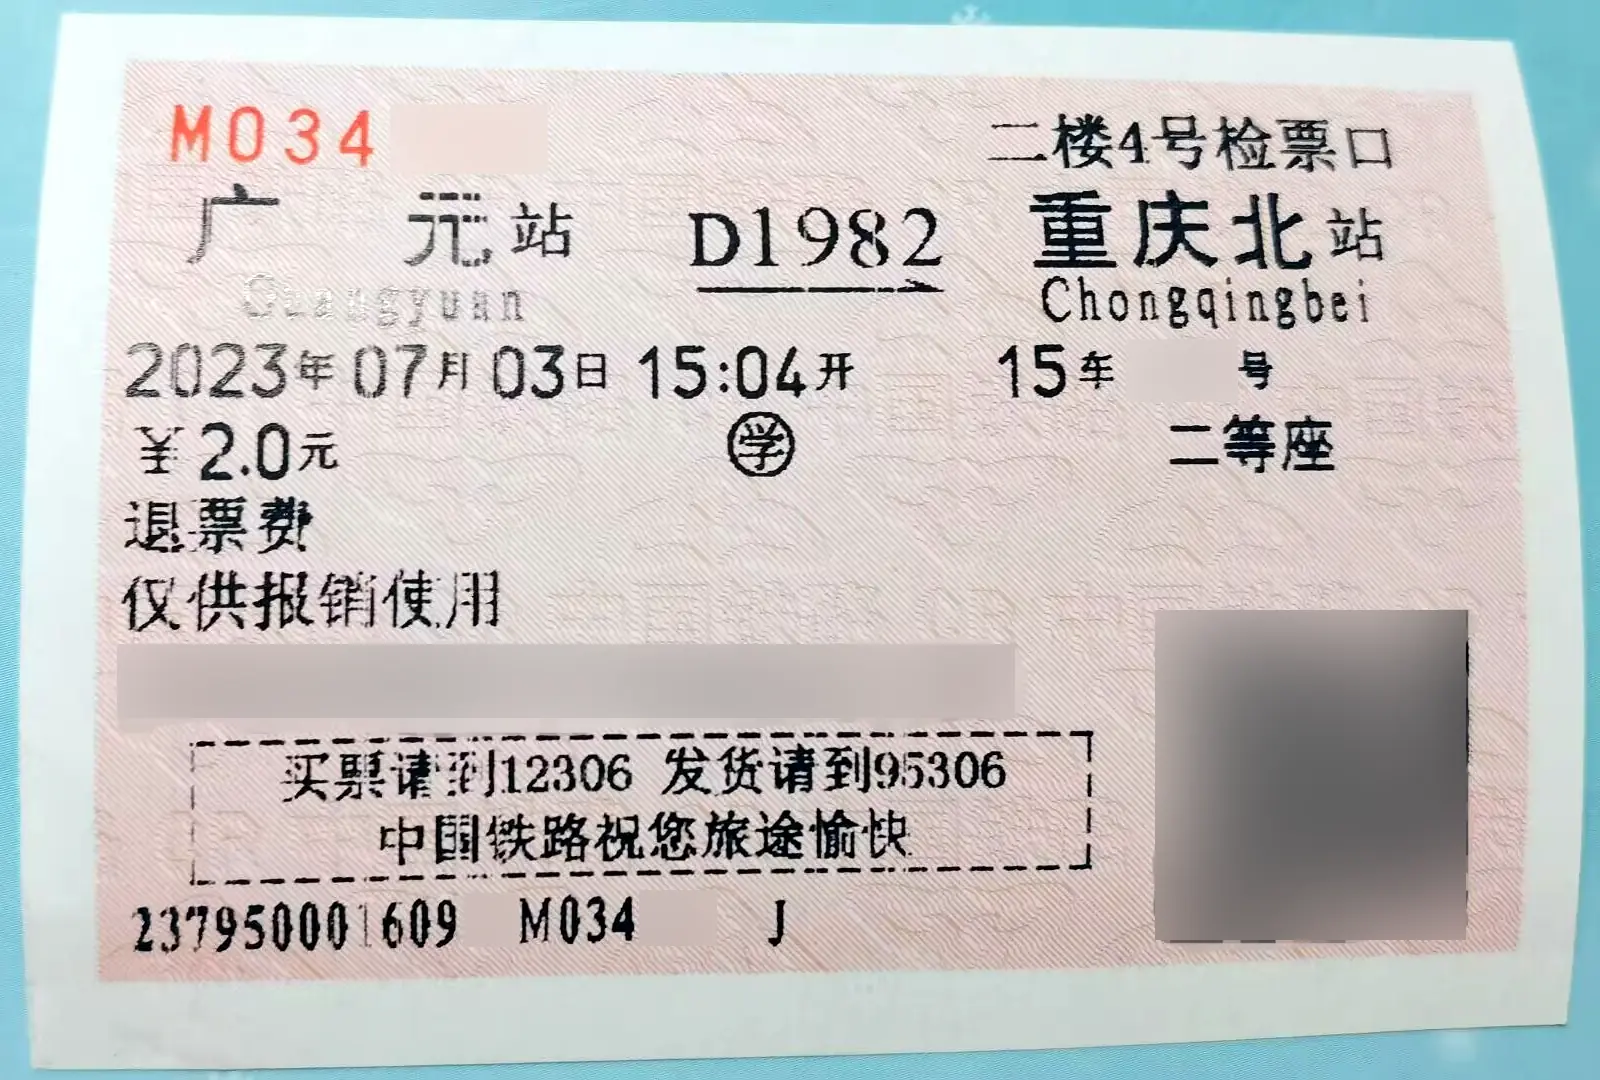 M034
二楼4号检票口
广 元站 D1982 重庆北站
Guangyuan Chongqingbei
2023年07月03日 15:04开 15车 号
¥2.0元 学 二等座
退票费
仅供报销使用
买票请到12306 发货请到95306
中国铁路祝您旅途愉快
237950001609 M034 J